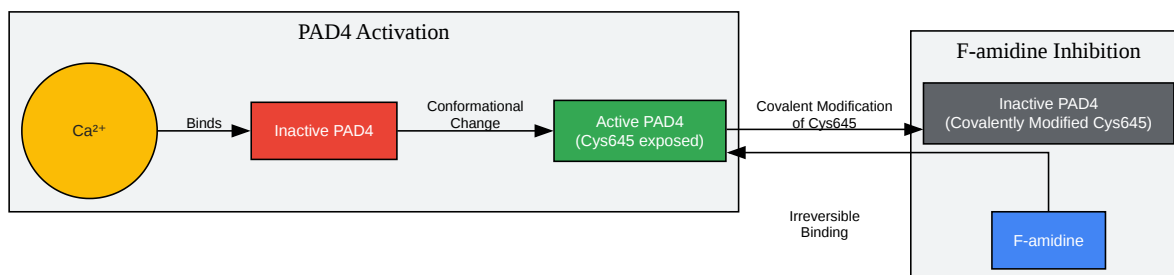 PAD4 Activation
Ca²⁺
Binds
Inactive PAD4
Conformational
Change
Active PAD4
(Cys645 exposed)
Covalent Modification
of Cys645
F-amidine Inhibition
Inactive PAD4
(Covalently Modified Cys645)
Irreversible
Binding
F-amidine